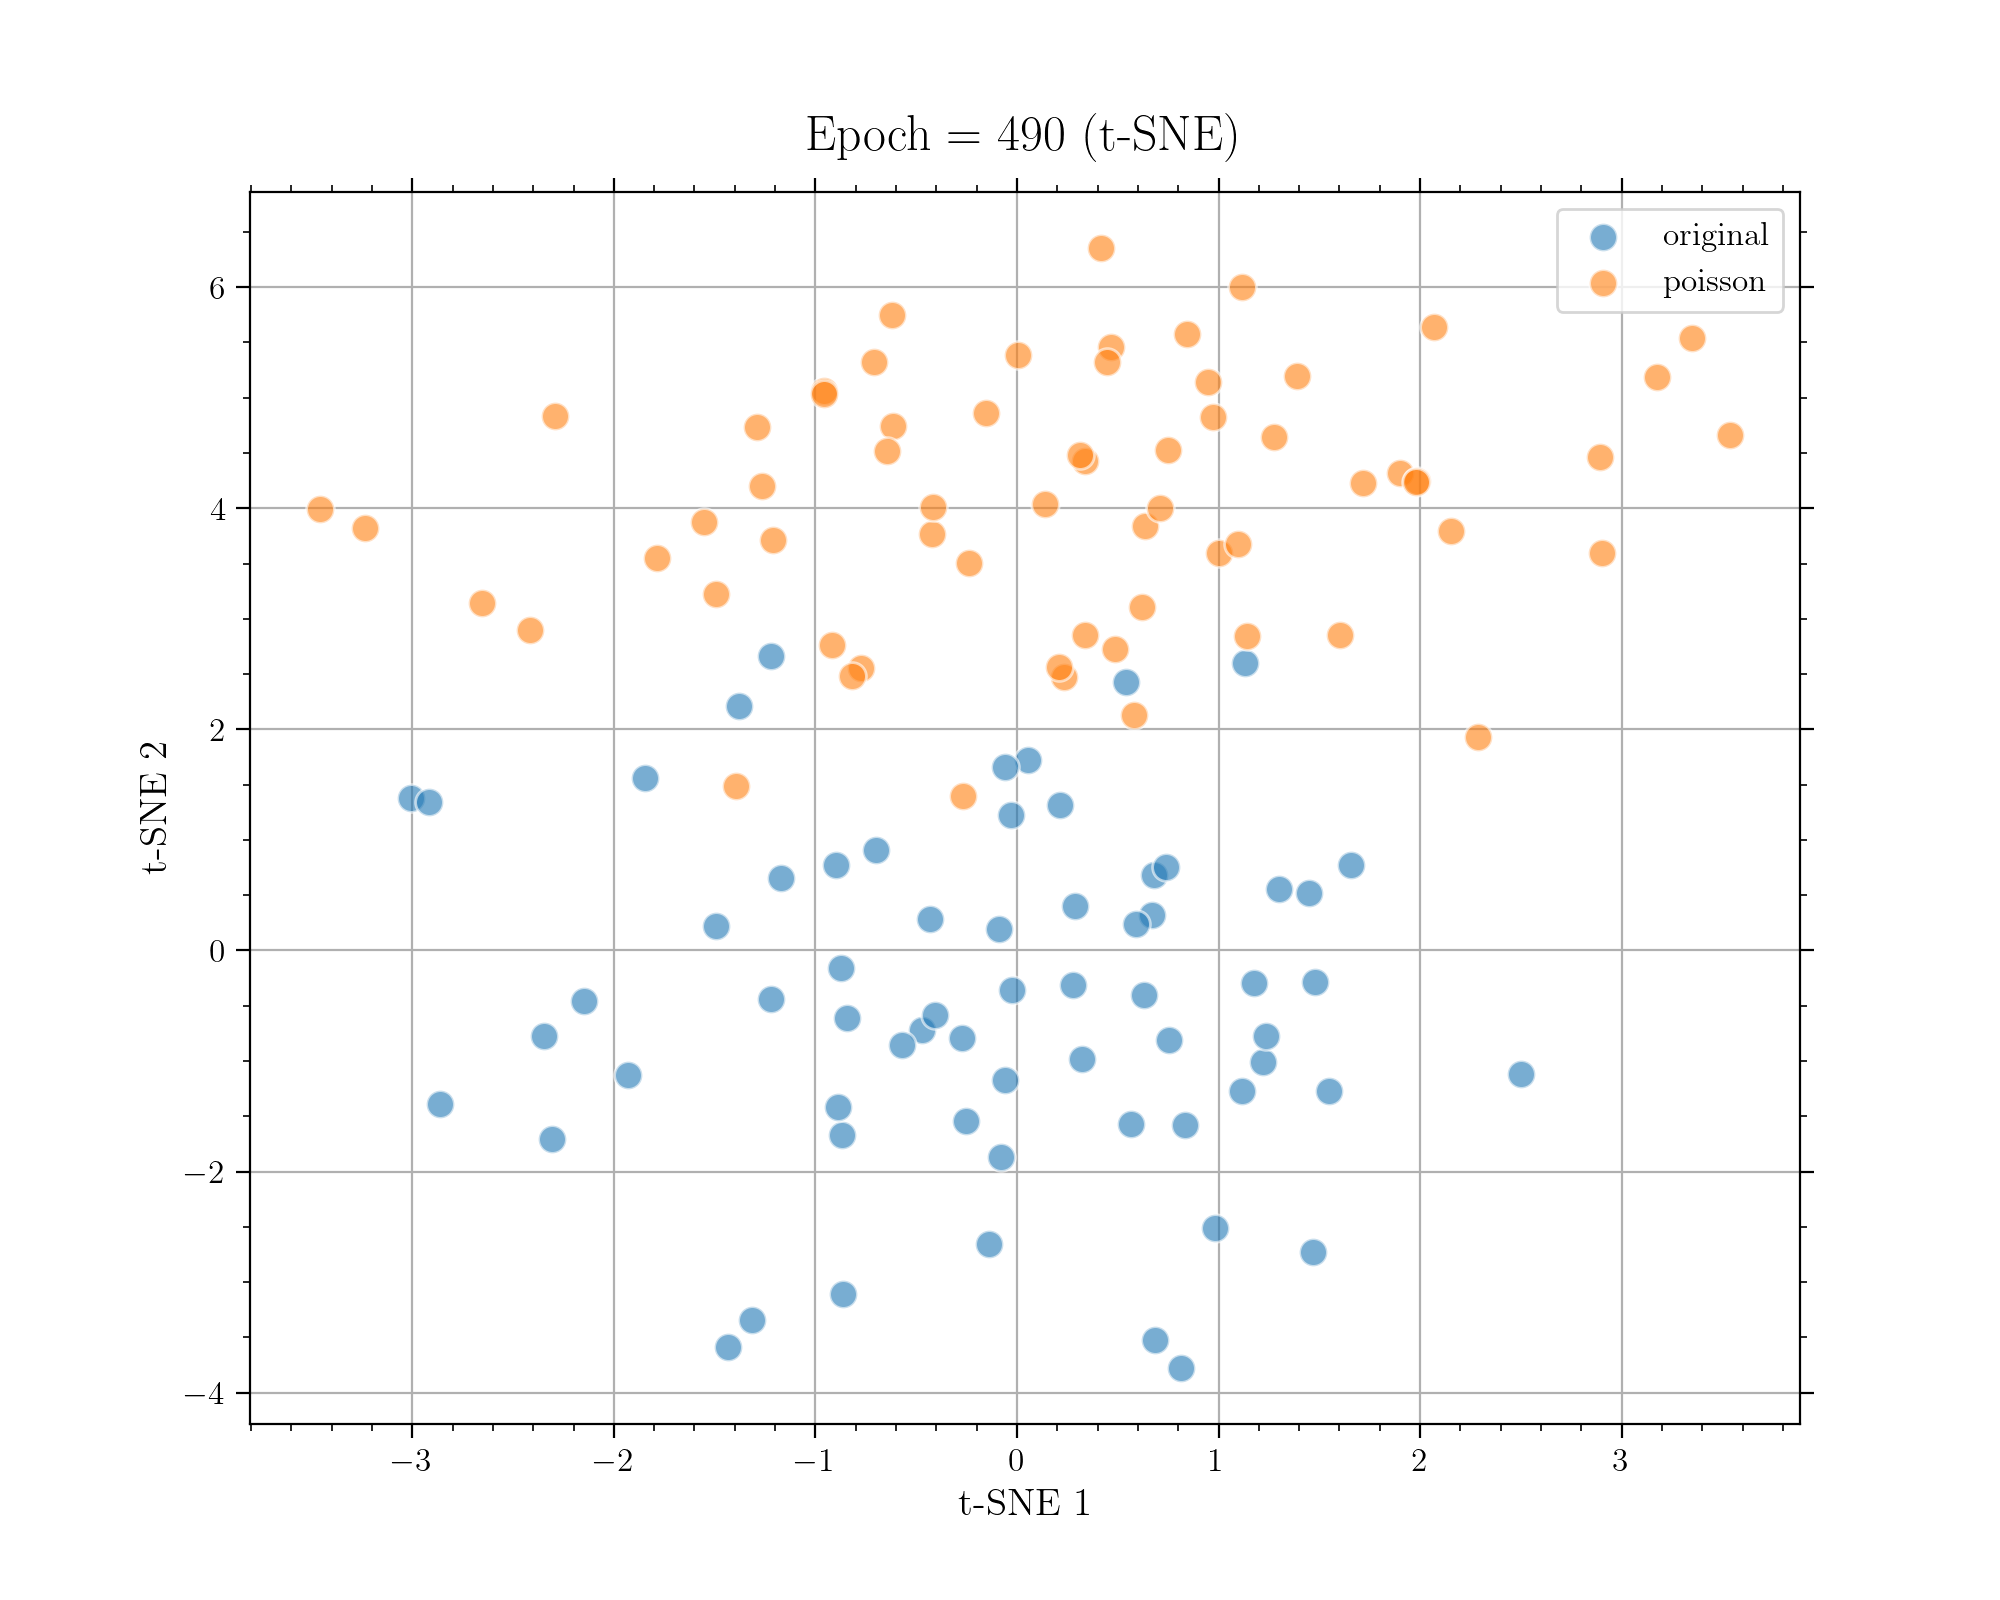 Epoch = 490 (t-SNE)
original
poisson
6
4
2
0
−2
−4
t-SNE 2
−3 −2 −1 0 1 2 3
t-SNE 1